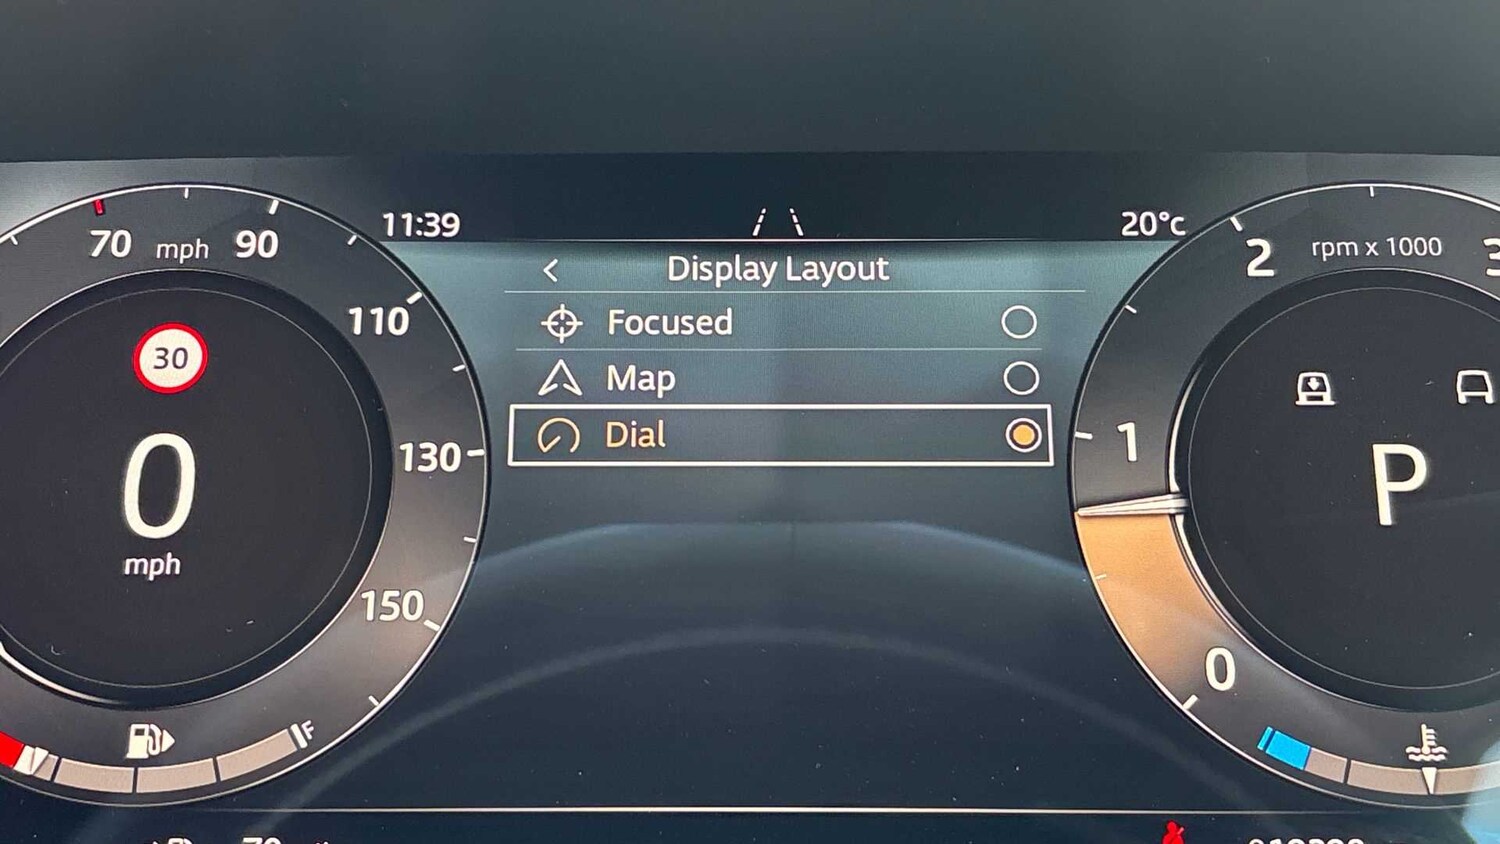 11:39
20°c
Display Layout
Focused
Map
Dial
70 mph 90
110
130
150
30
0
mph
F
2 rpm x 1000 3
1
0
P